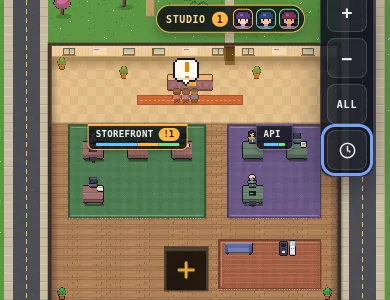 STUDIO 1
+
−
ALL
!
STOREFRONT !1
API
+